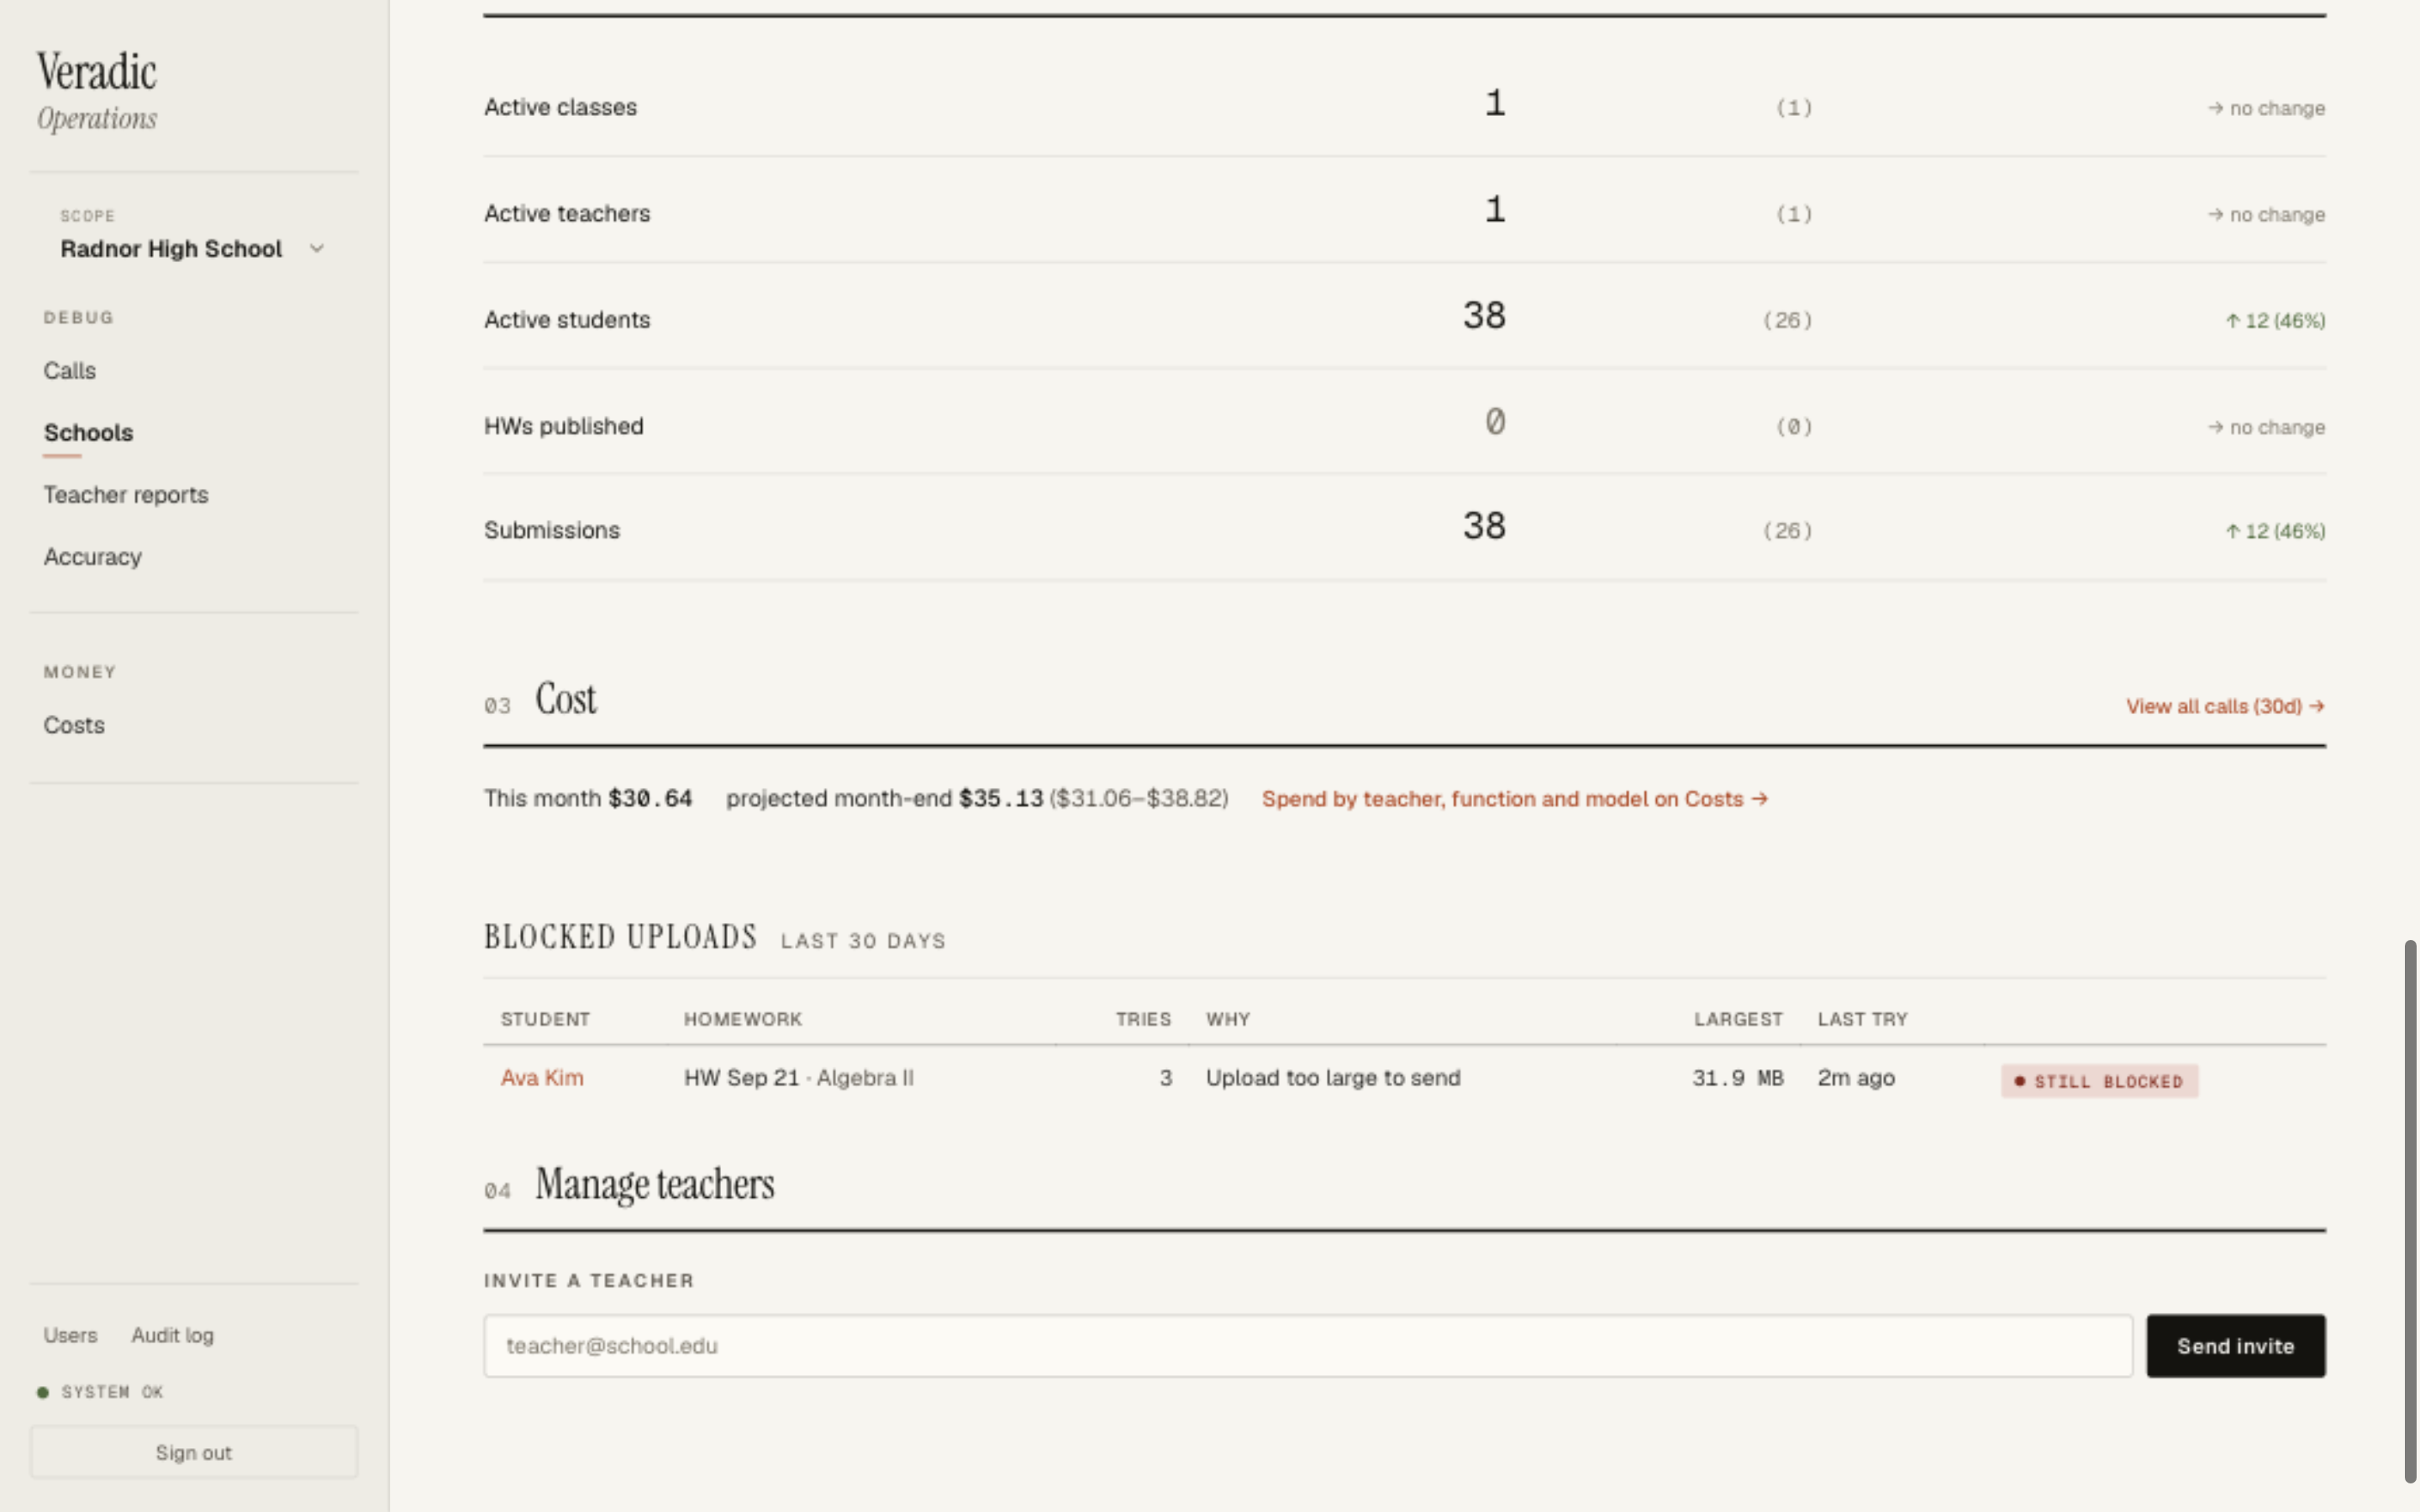 Veradic
Operations
SCOPE
Radnor High School
DEBUG
Calls
Schools
Teacher reports
Accuracy
MONEY
Costs
Users Audit log
SYSTEM OK
Sign out
Active classes 1 (1) → no change
Active teachers 1 (1) → no change
Active students 38 (26) ↑ 12 (46%)
HWs published 0 (0) → no change
Submissions 38 (26) ↑ 12 (46%)
03 Cost View all calls (30d) →
This month $30.64 projected month-end $35.13 ($31.06–$38.82) Spend by teacher, function and model on Costs →
BLOCKED UPLOADS LAST 30 DAYS
STUDENT HOMEWORK TRIES WHY LARGEST LAST TRY
Ava Kim HW Sep 21 · Algebra II 3 Upload too large to send 31.9 MB 2m ago STILL BLOCKED
04 Manage teachers
INVITE A TEACHER
teacher@school.edu Send invite